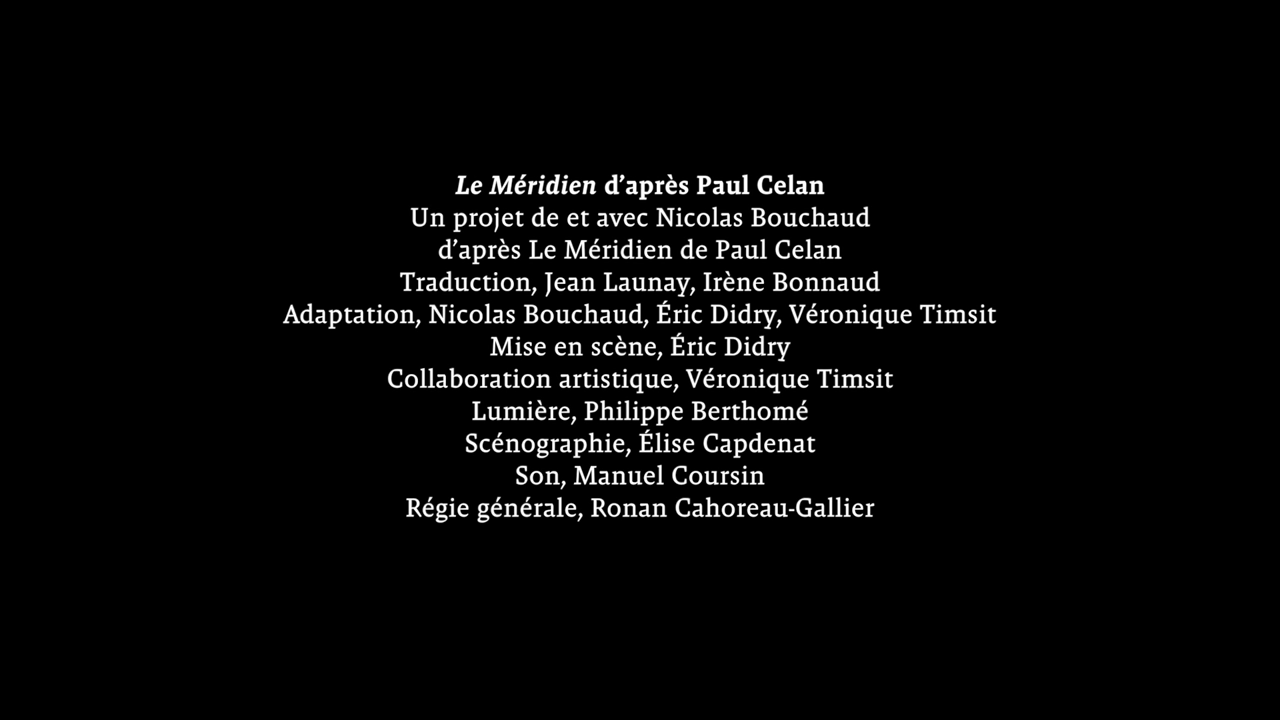 Le Méridien d’après Paul Celan
Un projet de et avec Nicolas Bouchaud
d’après Le Méridien de Paul Celan
Traduction, Jean Launay, Irène Bonnaud
Adaptation, Nicolas Bouchaud, Éric Didry, Véronique Timsit
Mise en scène, Éric Didry
Collaboration artistique, Véronique Timsit
Lumière, Philippe Berthomé
Scénographie, Élise Capdenat
Son, Manuel Coursin
Régie générale, Ronan Cahoreau-Gallier